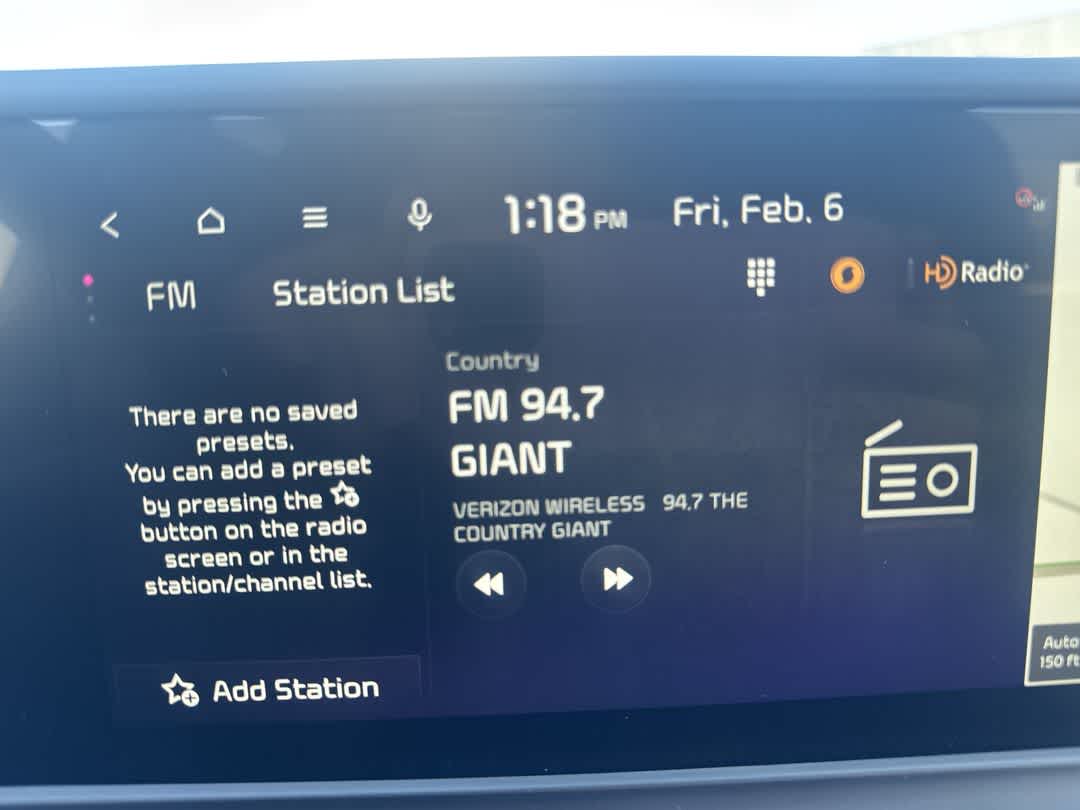 1:18 PM Fri, Feb. 6
FM Station List HD Radio
Country
FM 94.7
GIANT
VERIZON WIRELESS 94.7 THE
COUNTRY GIANT
There are no saved
presets.
You can add a preset
by pressing the
button on the radio
screen or in the
station/channel list.
Add Station
Auto
150 ft